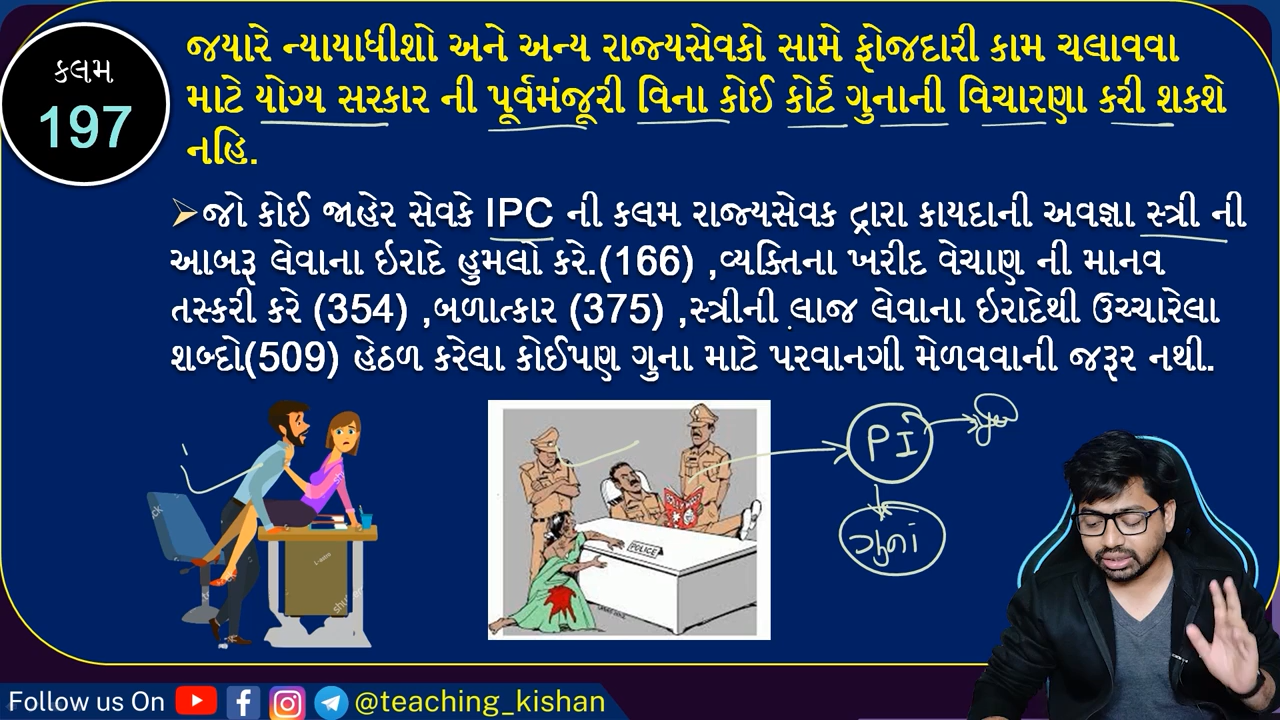 કલમ
197
જયારે ન્યાયાધીશો અને અન્ય રાજ્યસેવકો સામે ફોજદારી કામ ચલાવવા
માટે યોગ્ય સરકાર ની પૂર્વમંજૂરી વિના કોઈ કોર્ટ ગુનાની વિચારણા કરી શકશે
નહિ.
➢જો કોઈ જાહેર સેવકે IPC ની કલમ રાજ્યસેવક દ્રારા કાયદાની અવજ્ઞા સ્ત્રી ની
આબરૂ લેવાના ઇરાદે હુમલો કરે.(166) ,વ્યક્તિના ખરીદ વેચાણ ની માનવ
તસ્કરી કરે (354) ,બળાત્કાર (375) ,સ્ત્રીની લાજ લેવાના ઇરાદેથી ઉચ્ચારેલા
શબ્દો(509) હેઠળ કરેલા કોઈપણ ગુના માટે પરવાનગી મેળવવાની જરૂર નથી.
PI
POLICE
Follow us On @teaching_kishan